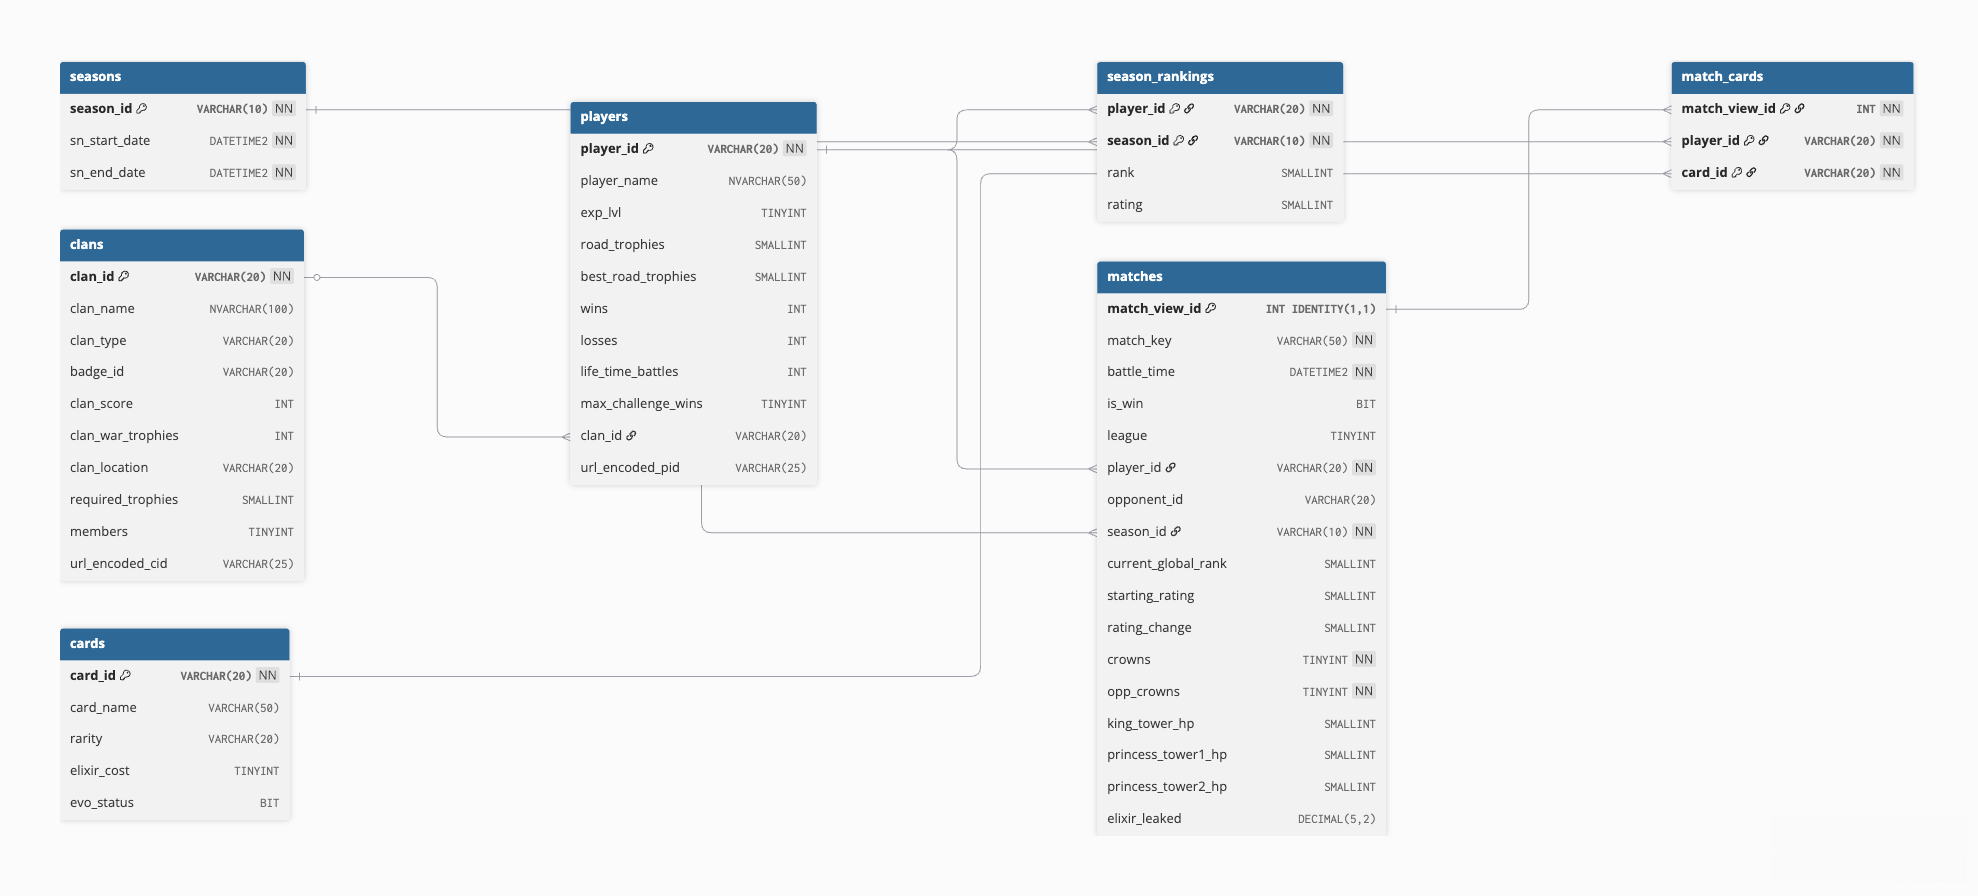 seasons
season_id VARCHAR(10) NN
sn_start_date DATETIME2 NN
sn_end_date DATETIME2 NN
clans
clan_id VARCHAR(20) NN
clan_name NVARCHAR(100)
clan_type VARCHAR(20)
badge_id VARCHAR(20)
clan_score INT
clan_war_trophies INT
clan_location VARCHAR(20)
required_trophies SMALLINT
members TINYINT
url_encoded_cid VARCHAR(25)
cards
card_id VARCHAR(20) NN
card_name VARCHAR(50)
rarity VARCHAR(20)
elixir_cost TINYINT
evo_status BIT
players
player_id VARCHAR(20) NN
player_name NVARCHAR(50)
exp_lvl TINYINT
road_trophies SMALLINT
best_road_trophies SMALLINT
wins INT
losses INT
life_time_battles INT
max_challenge_wins TINYINT
clan_id VARCHAR(20)
url_encoded_pid VARCHAR(25)
season_rankings
player_id VARCHAR(20) NN
season_id VARCHAR(10) NN
rank SMALLINT
rating SMALLINT
matches
match_view_id INT IDENTITY(1,1)
match_key VARCHAR(50) NN
battle_time DATETIME2 NN
is_win BIT
league TINYINT
player_id VARCHAR(20) NN
opponent_id VARCHAR(20)
season_id VARCHAR(10) NN
current_global_rank SMALLINT
starting_rating SMALLINT
rating_change SMALLINT
crowns TINYINT NN
opp_crowns TINYINT NN
king_tower_hp SMALLINT
princess_tower1_hp SMALLINT
princess_tower2_hp SMALLINT
elixir_leaked DECIMAL(5,2)
match_cards
match_view_id INT NN
player_id VARCHAR(20) NN
card_id VARCHAR(20) NN